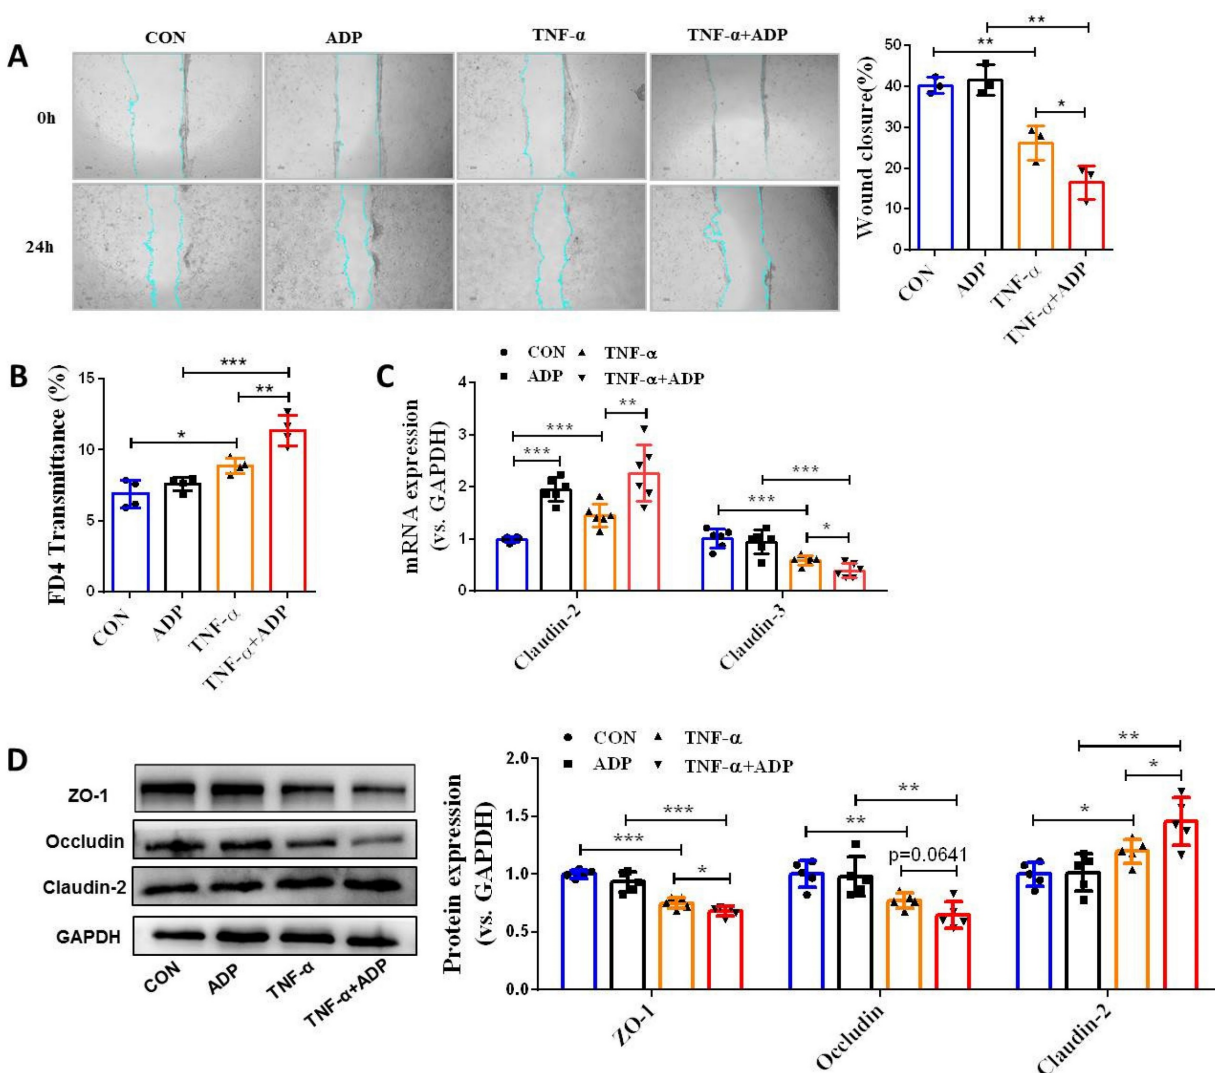 A
CON
ADP
TNF-α
TNF-α+ADP
0h
24h
Wound closure(%)
50
40
30
20
10
0
**
**
*
CON
ADP
TNF-α
TNF-α+ADP
B
FD4 Transmittance (%)
15
10
5
0
***
**
*
CON
ADP
TNF-α
TNF-α+ADP
C
CON
TNF-α
ADP
TNF-α+ADP
mRNA expression
(vs. GAPDH)
4
3
2
1
0
**
***
***
***
***
*
Claudin-2
Claudin-3
D
ZO-1
Occludin
Claudin-2
GAPDH
CON
ADP
TNF-α
TNF-α+ADP
CON
TNF-α
ADP
TNF-α+ADP
Protein expression
(vs. GAPDH)
2.0
1.5
1.0
0.5
0.0
***
***
*
**
**
p=0.0641
**
*
*
ZO-1
Occludin
Claudin-2